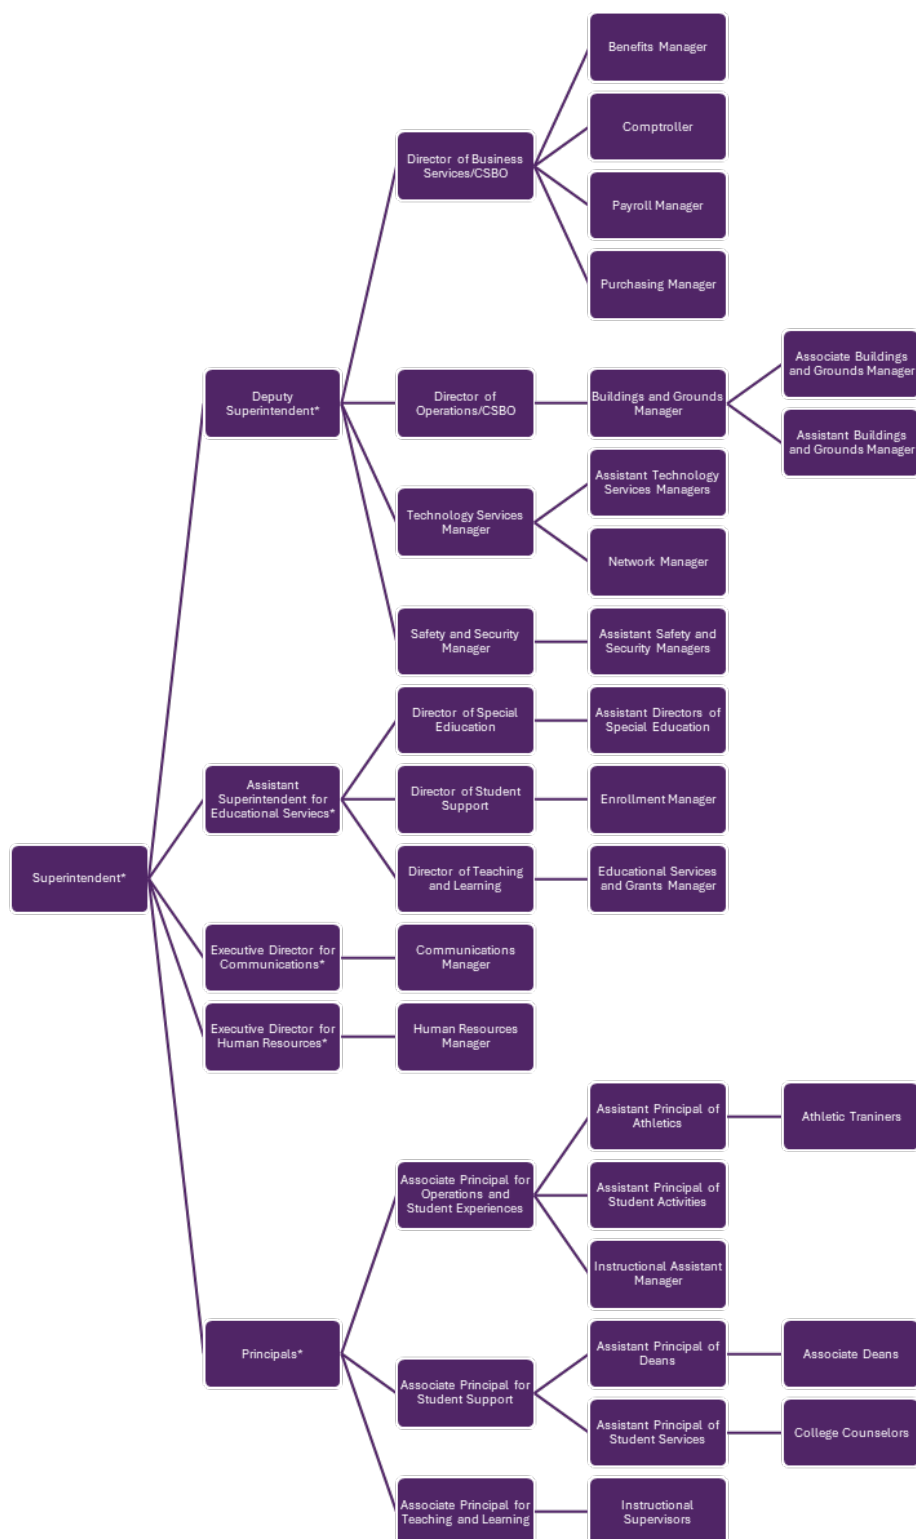 Benefits Manager
Comptroller
Director of Business
Services/CSBO
Payroll Manager
Purchasing Manager
Associate Buildings
and Grounds Manager
Deputy
Superintendent*
Director of
Operations/CSBO
Buildings and Grounds
Manager
Assistant Buildings
and Grounds Manager
Assistant Technology
Services Managers
Technology Services
Manager
Network Manager
Safety and Security
Manager
Assistant Safety and
Security Managers
Director of Special
Ediucation
Assistant Directors of
Special Education
Assistant
Superintendent for
Educational Serviecs*
Director of Student
Support
Enrollment Manager
Superintendent*
Director of Teaching
and Learning
Educational Services
and Grants Manager
Executive Director for
Communications*
Communications
Manager
Executive Director for
Human Resources*
Human Resources
Manager
Assistant Principal of
Athletics
Athletic Traniners
Associate Principal for
Operations and
Student Experiences
Assistant Principal of
Student Activities
Instructional Assistant
Manager
Principals*
Assistant Principal of
Deans
Associate Deans
Associate Principal for
Student Support
Assistant Principal of
Student Services
College Counselors
Associate Principal for
Teaching and Learning
Instructional
Supervisors